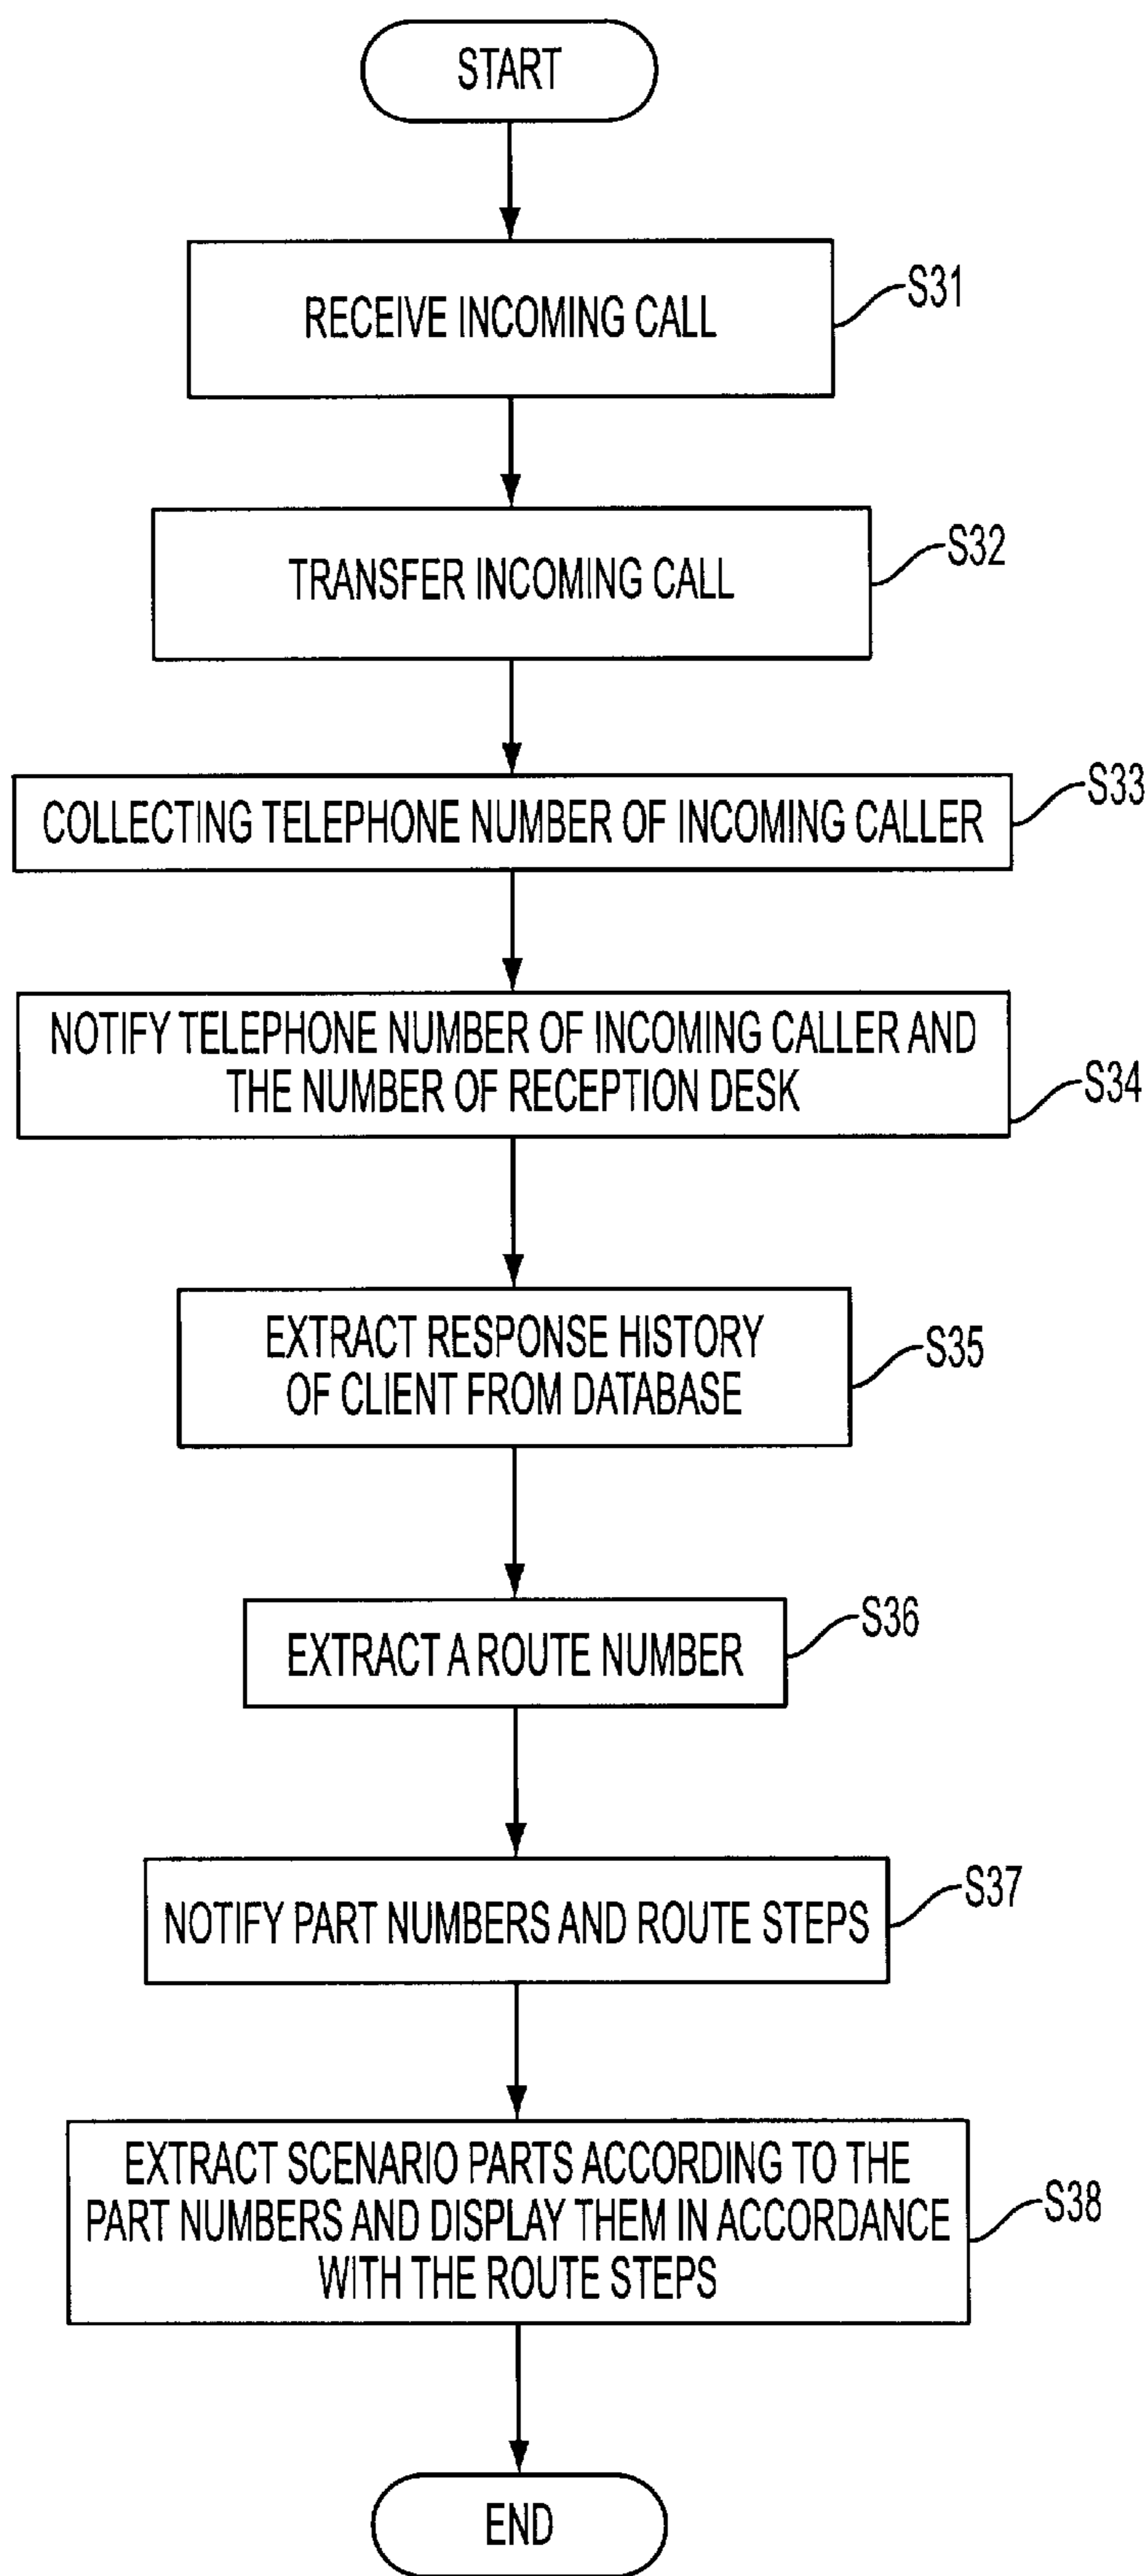 START
RECEIVE INCOMING CALL
S31
TRANSFER INCOMING CALL
S32
COLLECTING TELEPHONE NUMBER OF INCOMING CALLER
S33
NOTIFY TELEPHONE NUMBER OF INCOMING CALLER AND
THE NUMBER OF RECEPTION DESK
S34
EXTRACT RESPONSE HISTORY
OF CLIENT FROM DATABASE
S35
EXTRACT A ROUTE NUMBER
S36
NOTIFY PART NUMBERS AND ROUTE STEPS
S37
EXTRACT SCENARIO PARTS ACCORDING TO THE
PART NUMBERS AND DISPLAY THEM IN ACCORDANCE
WITH THE ROUTE STEPS
S38
END